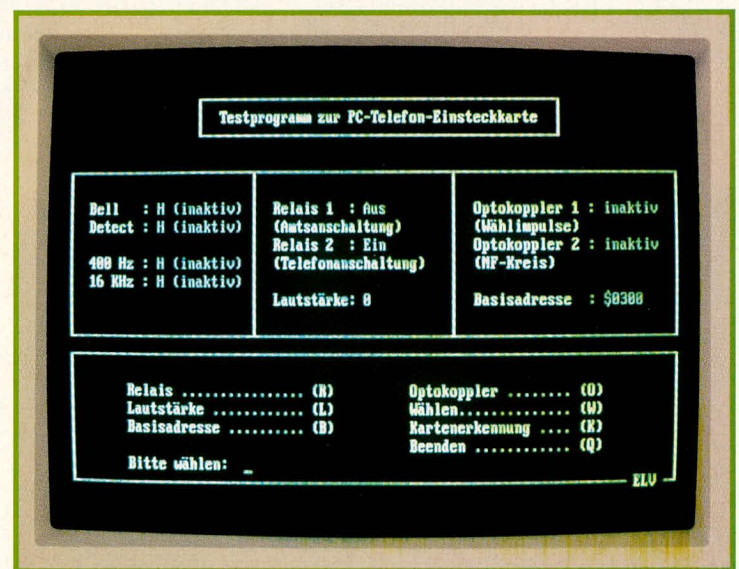 Testprogramm zur PC-Telefon-Einsteckkarte
Bell : H (inaktiv)
Detect : H (inaktiv)
400 Hz : H (inaktiv)
16 KHz : H (inaktiv)
Relais 1 : Aus
(Amtsanschaltung)
Relais 2 : Ein
(Telefonanschaltung)
Lautstärke: 0
Optokoppler 1 : inaktiv
(Wählimpulse)
Optokoppler 2 : inaktiv
(NF-Kreis)
Basisadresse : $0300
Relais ................ (R)
Lautstärke ............ (L)
Basisadresse .......... (B)
Optokoppler ........ (O)
Wählen.............. (W)
Kartenerkennung .... (K)
Beenden ............ (Q)
Bitte wählen: _
ELV